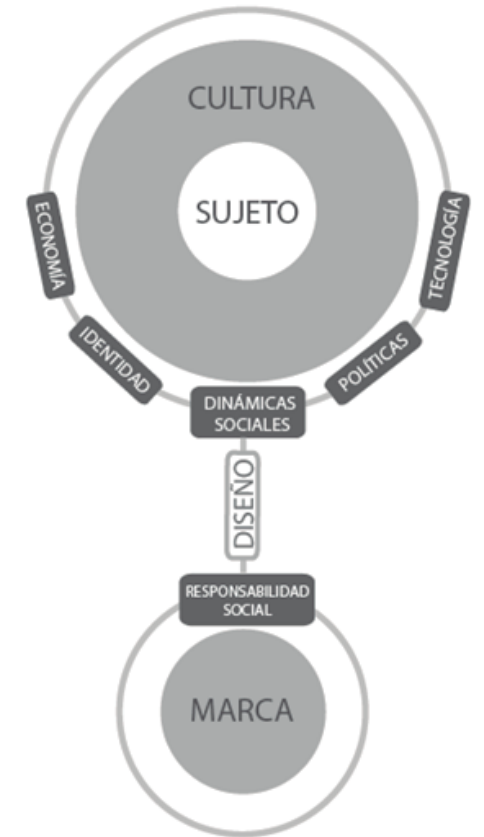 CULTURA
SUJETO
ECONOMÍA
TECNOLOGÍA
IDENTIDAD
POLÍTICAS
DINÁMICAS
SOCIALES
DISEÑO
RESPONSABILIDAD
SOCIAL
MARCA